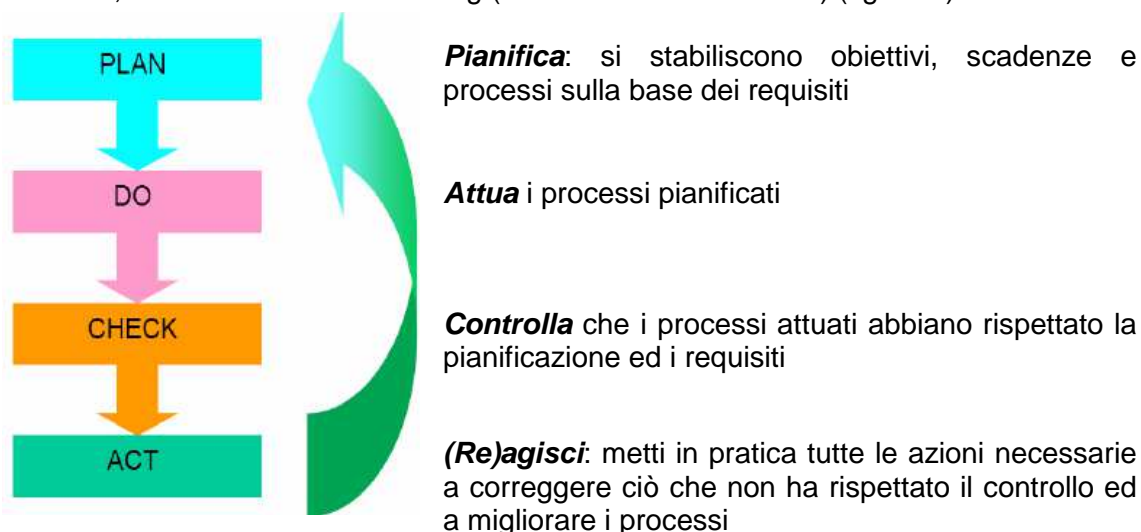 PLAN
Pianifica: si stabiliscono obiettivi, scadenze e
processi sulla base dei requisiti
DO
Attua i processi pianificati
CHECK
Controlla che i processi attuati abbiano rispettato la
pianificazione ed i requisiti
ACT
(Re)agisci: metti in pratica tutte le azioni necessarie
a correggere ciò che non ha rispettato il controllo ed
a migliorare i processi